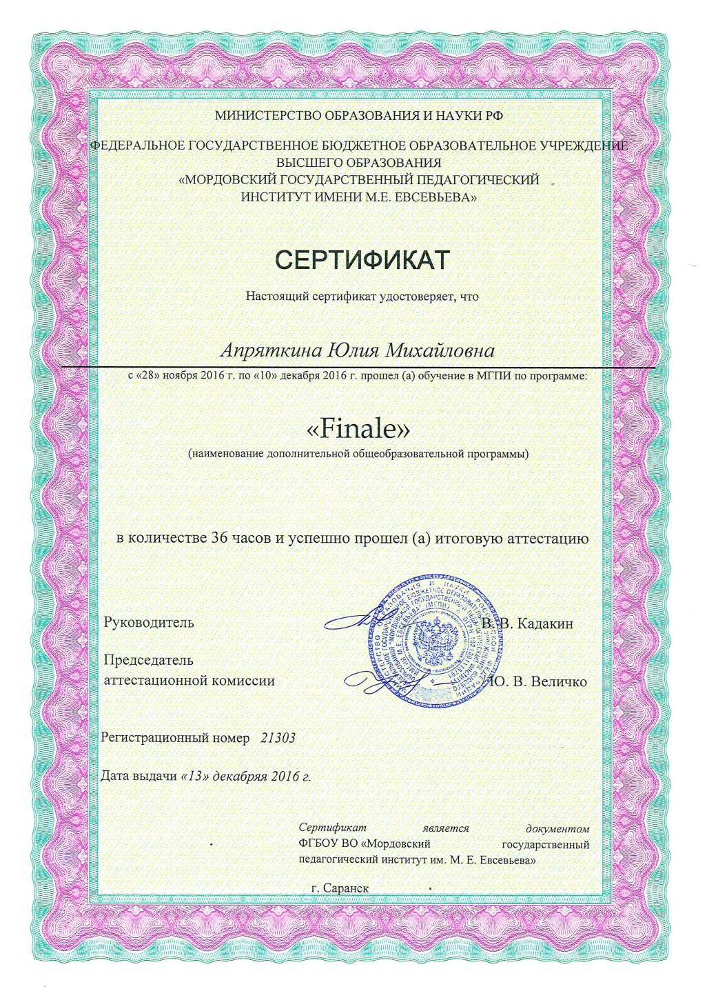 МИНИСТЕРСТВО ОБРАЗОВАНИЯ И НАУКИ РФ
ФЕДЕРАЛЬНОЕ ГОСУДАРСТВЕННОЕ БЮДЖЕТНОЕ ОБРАЗОВАТЕЛЬНОЕ УЧРЕЖДЕНИЕ
ВЫСШЕГО ОБРАЗОВАНИЯ
«МОРДОВСКИЙ ГОСУДАРСТВЕННЫЙ ПЕДАГОГИЧЕСКИЙ
ИНСТИТУТ ИМЕНИ М.Е. ЕВСЕВЬЕВА»
СЕРТИФИКАТ
Настоящий сертификат удостоверяет, что
Апряткина Юлия Михайловна
с «28» ноября 2016 г. по «10» декабря 2016 г. прошел (а) обучение в МГПИ по программе:
«Finale»
(наименование дополнительной общеобразовательной программы)
в количестве 36 часов и успешно прошел (а) итоговую аттестацию
Руководитель В. В. Кадакин
Председатель
аттестационной комиссии Ю. В. Величко
Регистрационный номер 21303
Дата выдачи «13» декабряя 2016 г.
Сертификат является документом
ФГБОУ ВО «Мордовский государственный
педагогический институт им. М. Е. Евсевьева»
г. Саранск